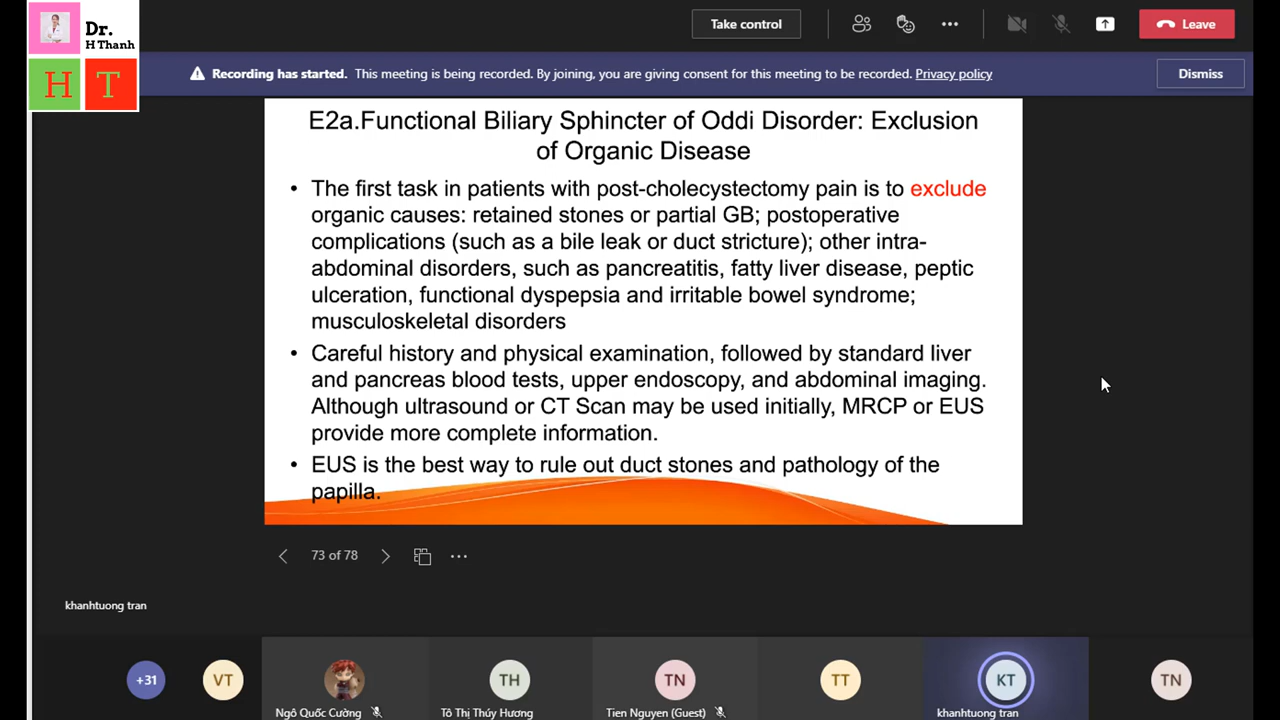 Dr.
H Thanh
H T
Take control
Leave
Recording has started. This meeting is being recorded. By joining, you are giving consent for this meeting to be recorded. Privacy policy
Dismiss
E2a.Functional Biliary Sphincter of Oddi Disorder: Exclusion
of Organic Disease
• The first task in patients with post-cholecystectomy pain is to exclude
organic causes: retained stones or partial GB; postoperative
complications (such as a bile leak or duct stricture); other intra-
abdominal disorders, such as pancreatitis, fatty liver disease, peptic
ulceration, functional dyspepsia and irritable bowel syndrome;
musculoskeletal disorders
• Careful history and physical examination, followed by standard liver
and pancreas blood tests, upper endoscopy, and abdominal imaging.
Although ultrasound or CT Scan may be used initially, MRCP or EUS
provide more complete information.
• EUS is the best way to rule out duct stones and pathology of the
papilla.
73 of 78
khanhtuong tran
+31
VT
TH
TN
TT
KT
TN
Ngô Quốc Cường
Tô Thị Thúy Hương
Tien Nguyen (Guest)
khanhtuong tran